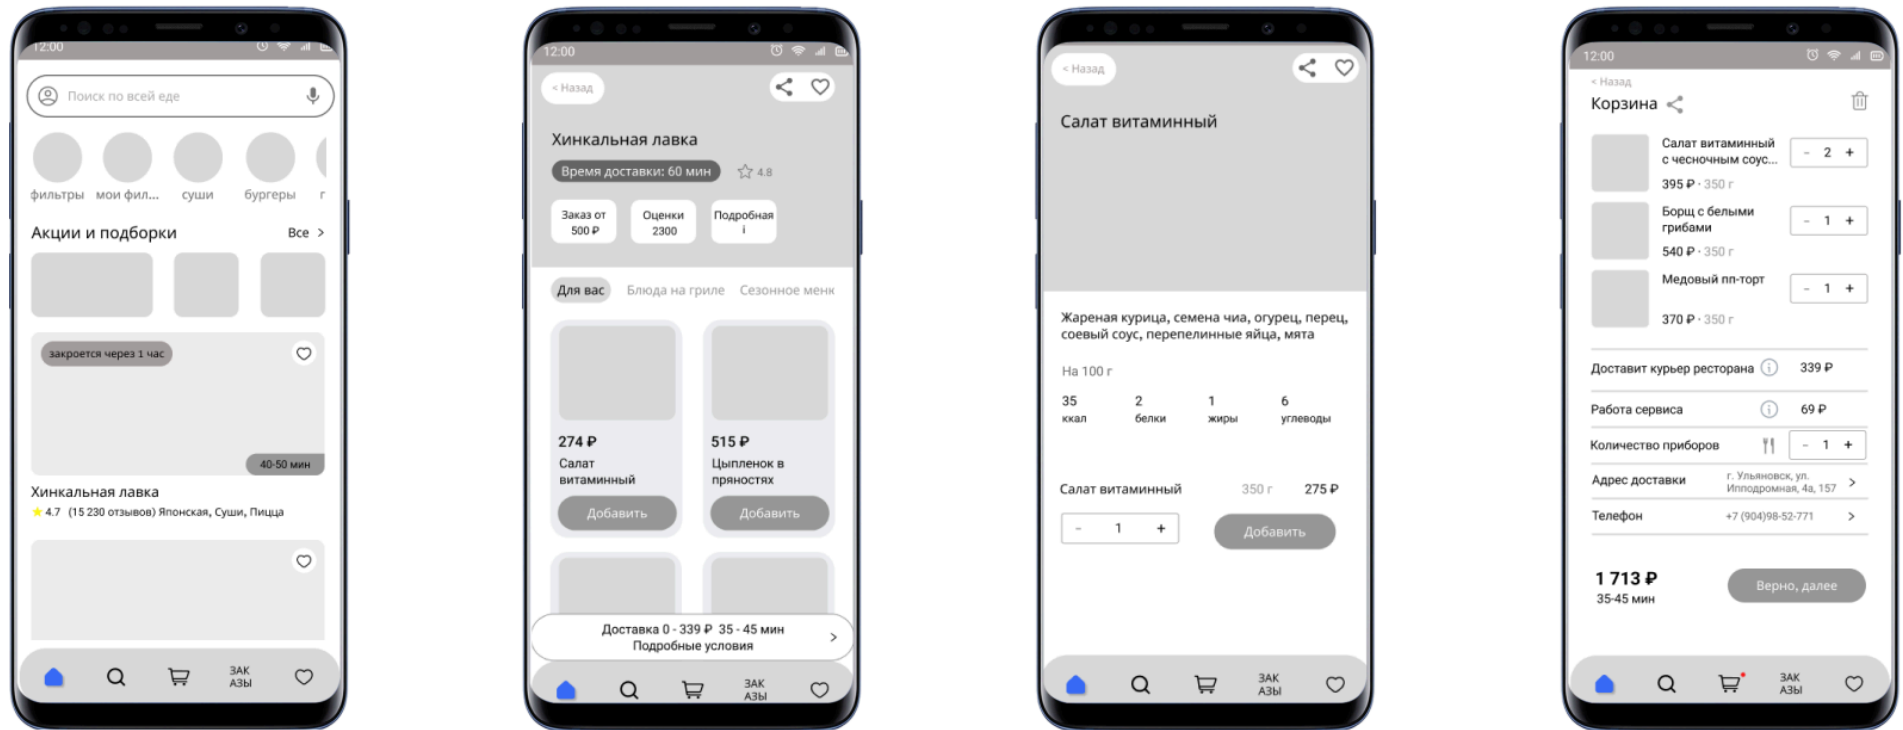 12:00
Поиск по всей еде
фильтры мои фил... суши бургеры г
Акции и подборки Все >
закроется через 1 час
40-50 мин
Хинкальная лавка
4.7 (15 230 отзывов) Японская, Суши, Пицца
ЗАК
АЗЫ
12:00
< Назад
Хинкальная лавка
Время доставки: 60 мин 4.8
Заказ от
500 ₽
Оценки
2300
Подробная
i
Для вас Блюда на гриле Сезонное менк
274 ₽
Салат
витаминный
Добавить
515 ₽
Цыпленок в
пряностях
Добавить
Доставка 0 - 339 ₽ 35 - 45 мин >
Подробные условия
ЗАК
АЗЫ
< Назад
Салат витаминный
Жареная курица, семена чиа, огурец, перец,
соевый соус, перепелинные яйца, мята
На 100 г
35 2 1 6
ккал белки жиры углеводы
Салат витаминный 350 г 275 ₽
- 1 + Добавить
ЗАК
АЗЫ
12:00
< Назад
Корзина
Салат витаминный
с чесночным соус...
- 2 +
395 ₽ · 350 г
Борщ с белыми
грибами
- 1 +
540 ₽ · 350 г
Медовый пп-торт
- 1 +
370 ₽ · 350 г
Доставит курьер ресторана i 339 ₽
Работа сервиса i 69 ₽
Количество приборов - 1 +
Адрес доставки г. Ульяновск, ул.
Ипподромная, 4а, 157 >
Телефон +7 (904)98-52-771 >
1 713 ₽
35-45 мин
Верно, далее
ЗАК
АЗЫ